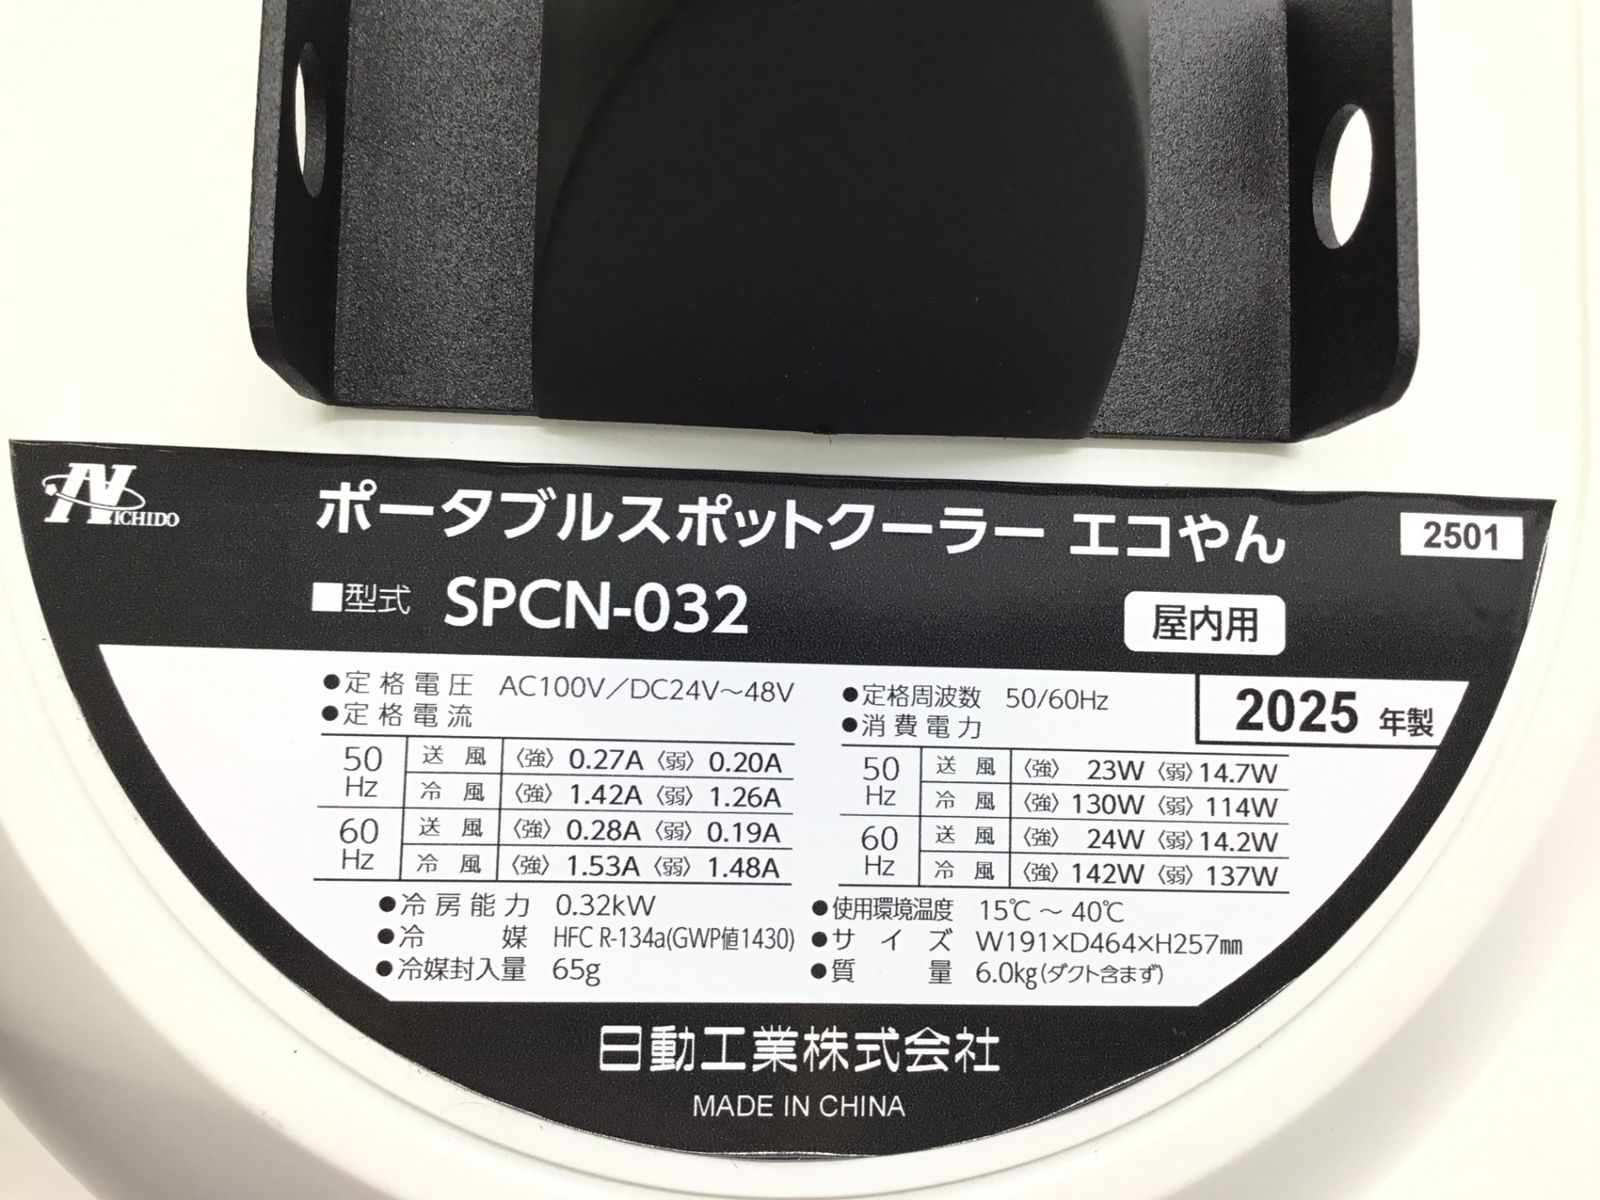 NICHIDO
ポータブルスポットクーラー エコやん 2501
■型式 SPCN-032 屋内用
●定格電圧 AC100V／DC24V～48V
●定格電流
50Hz 送風 〈強〉 0.27A 〈弱〉 0.20A
冷風 〈強〉 1.42A 〈弱〉 1.26A
60Hz 送風 〈強〉 0.28A 〈弱〉 0.19A
冷風 〈強〉 1.53A 〈弱〉 1.48A
●冷房能力 0.32kW
●冷媒 HFC R-134a(GWP値1430)
●冷媒封入量 65g
●定格周波数 50/60Hz
●消費電力
2025 年製
50Hz 送風 〈強〉 23W 〈弱〉 14.7W
冷風 〈強〉 130W 〈弱〉 114W
60Hz 送風 〈強〉 24W 〈弱〉 14.2W
冷風 〈強〉 142W 〈弱〉 137W
●使用環境温度 15℃～40℃
●サイズ W191×D464×H257㎜
●質量 6.0kg(ダクト含まず)
日動工業株式会社
MADE IN CHINA